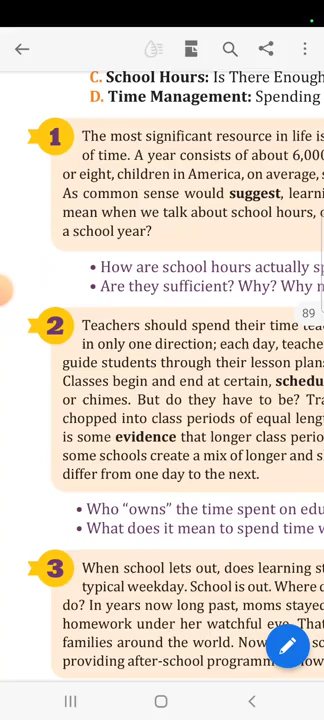 C. School Hours: Is There Enough
D. Time Management: Spending
1 The most significant resource in life is
of time. A year consists of about 6,000
or eight, children in America, on average, s
As common sense would suggest, learni
mean when we talk about school hours, o
a school year?
• How are school hours actually sp
• Are they sufficient? Why? Why n
89
2 Teachers should spend their time tea
in only one direction; each day, teache
guide students through their lesson plan
Classes begin and end at certain, schedu
or chimes. But do they have to be? Tra
chopped into class periods of equal leng
is some evidence that longer class perio
some schools create a mix of longer and s
differ from one day to the next.
• Who “owns” the time spent on edu
• What does it mean to spend time w
3 When school lets out, does learning st
typical weekday. School is out. Where d
do? In years now long past, moms stayed
homework under her watchful eye. That
families around the world. Now sc
providing after-school programm How